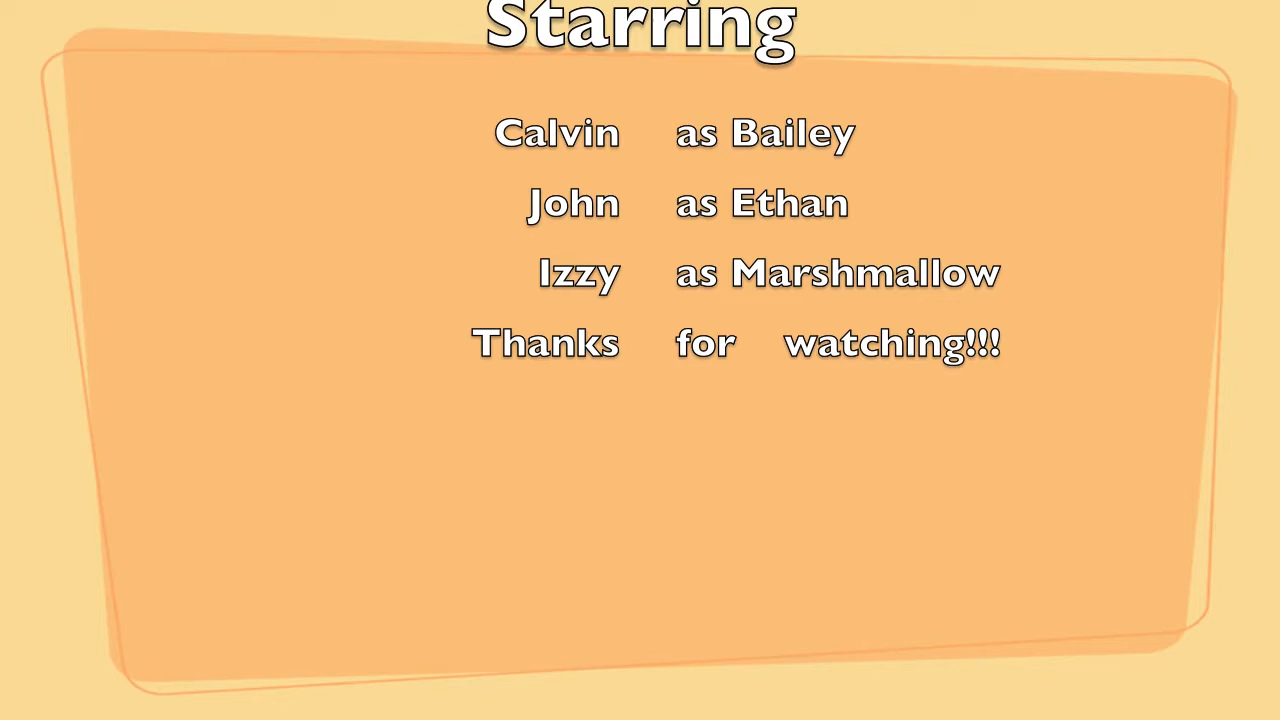 Starring
Calvin as Bailey
John as Ethan
Izzy as Marshmallow
Thanks for watching!!!